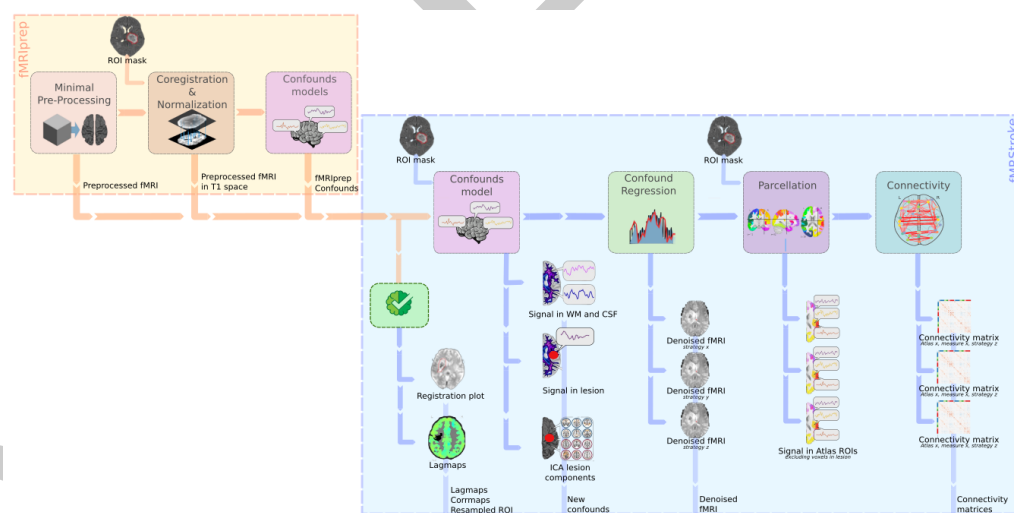 fMRIprep
ROI mask
Minimal
Pre-Processing
Coregistration
&
Normalization
Confounds
models
Preprocessed fMRI
Preprocessed fMRI
in T1 space
fMRIprep
Confounds
fMRIStroke
ROI mask
ROI mask
Confounds
model
Confound
Regression
Parcellation
Connectivity
L
R
Registration plot
Lagmaps
Lagmaps
Corrmaps
Resampled ROI
Signal in WM and CSF
Signal in lesion
ICA lesion
components
New
confounds
Denoised fMRI
strategy x
Denoised fMRI
strategy y
Denoised fMRI
strategy z
Denoised
fMRI
Signal in Atlas ROIs
excluding voxels in lesion
Connectivity matrix
Atlas x, measure x, strategy z
Connectivity matrix
Atlas x, measure x, strategy z
Connectivity matrix
Atlas x, measure x, strategy z
Connectivity
matrices